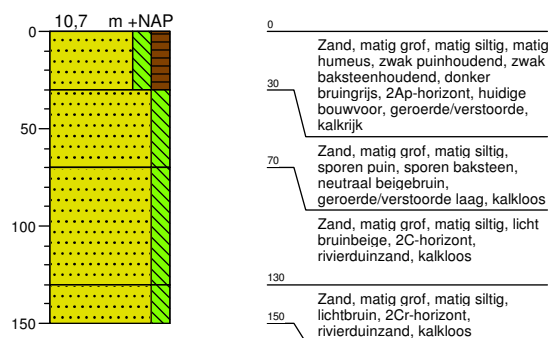 10,7 m +NAP
0
50
100
150
0
Zand, matig grof, matig siltig, matig
humeus, zwak puinhoudend, zwak
baksteenhoudend, donker
bruingrijs, 2Ap-horizont, huidige
bouwvoor, geroerde/verstoorde,
kalkrijk
30
Zand, matig grof, matig siltig,
sporen puin, sporen baksteen,
neutraal beigebruin,
geroerde/verstoorde laag, kalkloos
70
Zand, matig grof, matig siltig, licht
bruinbeige, 2C-horizont,
rivierduinzand, kalkloos
130
Zand, matig grof, matig siltig,
lichtbruin, 2Cr-horizont,
rivierduinzand, kalkloos
150